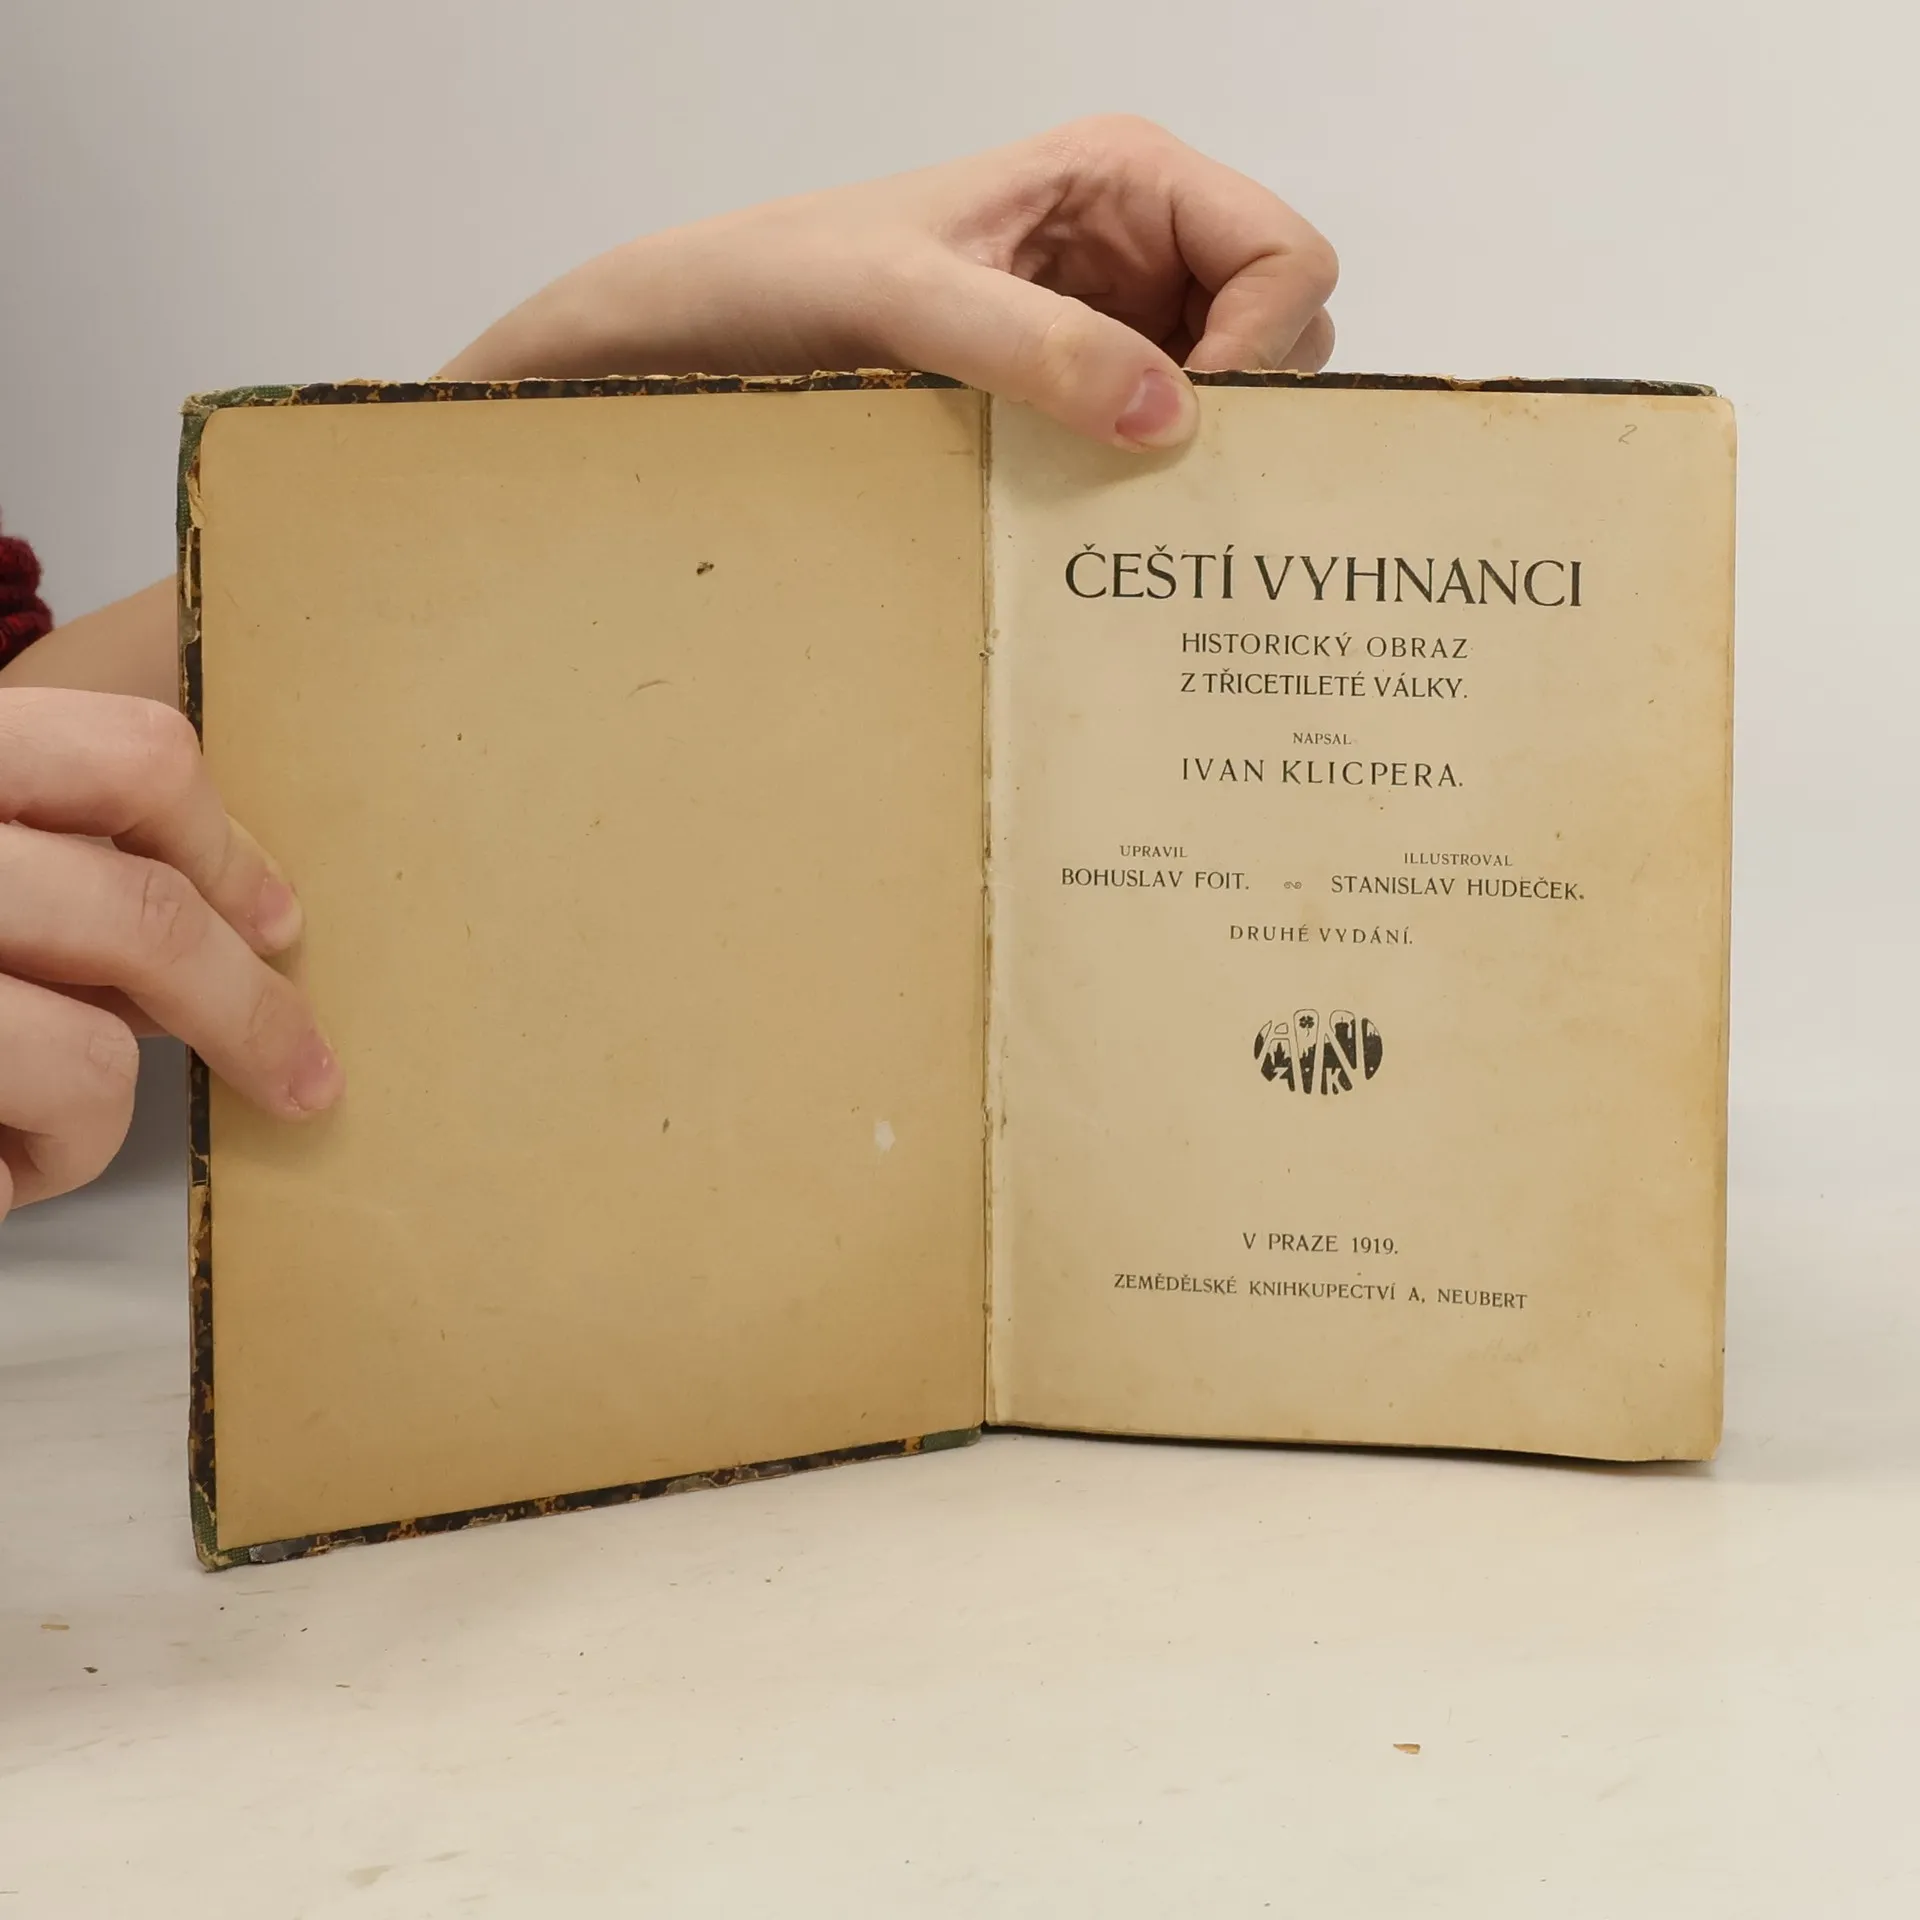 2
ČEŠTÍ VYHNANCI
HISTORICKÝ OBRAZ
Z TŘICETILETÉ VÁLKY.
NAPSAL
IVAN KLICPERA.
UPRAVIL
BOHUSLAV FOIT.
ILLUSTROVAL
STANISLAV HUDEČEK.
DRUHÉ VYDÁNÍ.
V PRAZE 1919.
ZEMĚDĚLSKÉ KNIHKUPECTVÍ A. NEUBERT